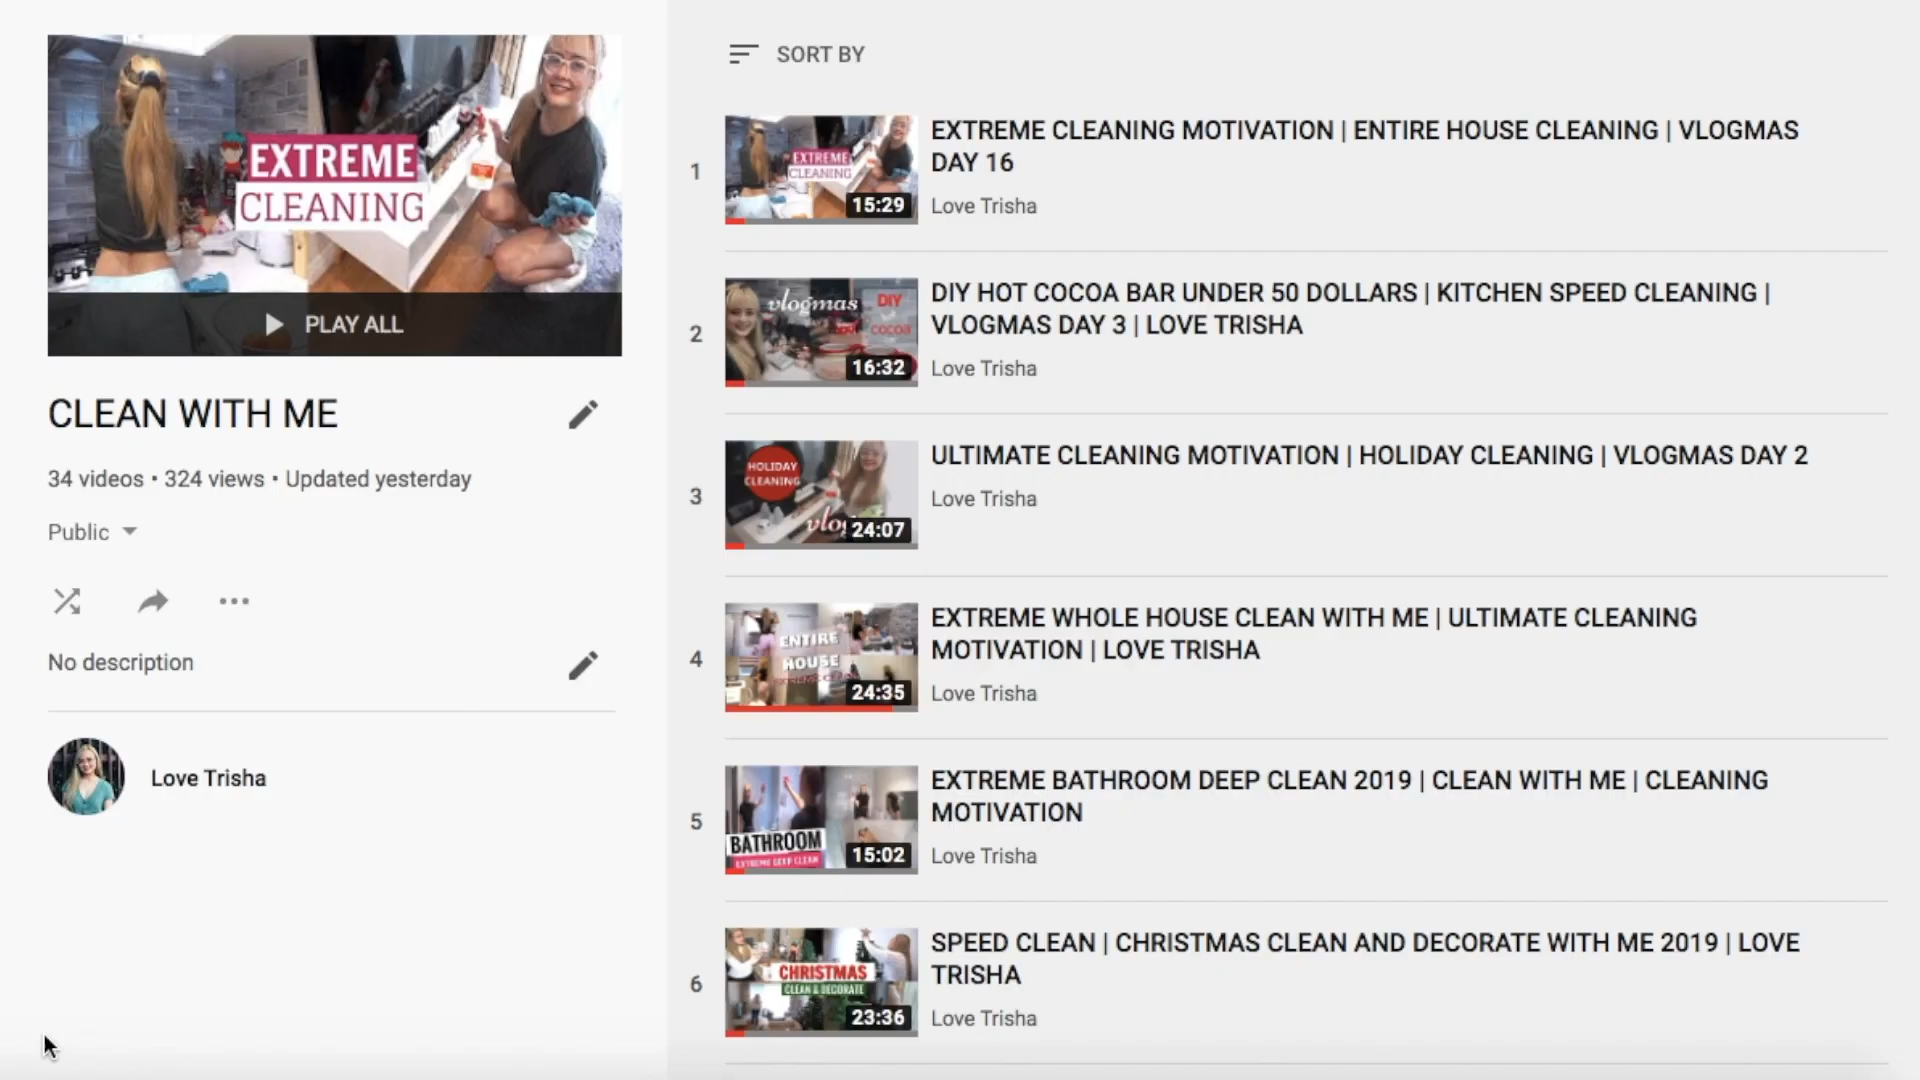 EXTREME
CLEANING
PLAY ALL
CLEAN WITH ME
34 videos • 324 views • Updated yesterday
Public
No description
Love Trisha
SORT BY
1
EXTREME
CLEANING
15:29
EXTREME CLEANING MOTIVATION | ENTIRE HOUSE CLEANING | VLOGMAS
DAY 16
Love Trisha
2
vlogmas DIY
COCOA
16:32
DIY HOT COCOA BAR UNDER 50 DOLLARS | KITCHEN SPEED CLEANING |
VLOGMAS DAY 3 | LOVE TRISHA
Love Trisha
3
HOLIDAY
CLEANING
24:07
ULTIMATE CLEANING MOTIVATION | HOLIDAY CLEANING | VLOGMAS DAY 2
Love Trisha
4
ENTIRE
HOUSE
24:35
EXTREME WHOLE HOUSE CLEAN WITH ME | ULTIMATE CLEANING
MOTIVATION | LOVE TRISHA
Love Trisha
5
BATHROOM
EXTREME DEEP CLEAN
15:02
EXTREME BATHROOM DEEP CLEAN 2019 | CLEAN WITH ME | CLEANING
MOTIVATION
Love Trisha
6
CHRISTMAS
CLEAN & DECORATE
23:36
SPEED CLEAN | CHRISTMAS CLEAN AND DECORATE WITH ME 2019 | LOVE
TRISHA
Love Trisha